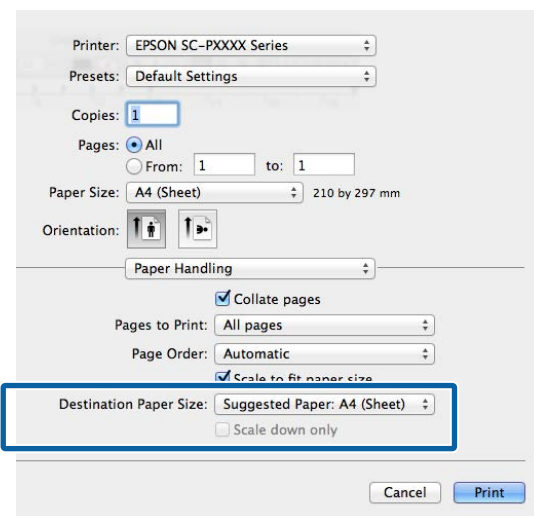 Printer: EPSON SC-PXXXX Series
Presets: Default Settings
Copies: 1
Pages: All
From: 1 to: 1
Paper Size: A4 (Sheet) 210 by 297 mm
Orientation:
Paper Handling
Collate pages
Pages to Print: All pages
Page Order: Automatic
Scale to fit paper size
Destination Paper Size: Suggested Paper: A4 (Sheet)
Scale down only
Cancel Print